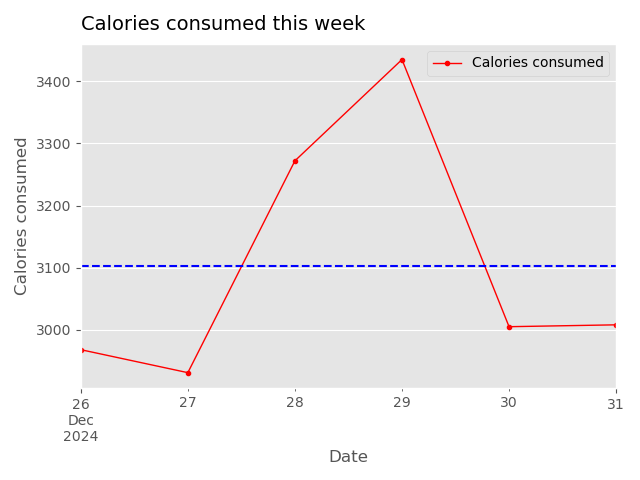 Calories consumed this week
Calories consumed
3400
3300
3200
3100
3000
Calories consumed
26
Dec
2024
27
28
29
30
31
Date